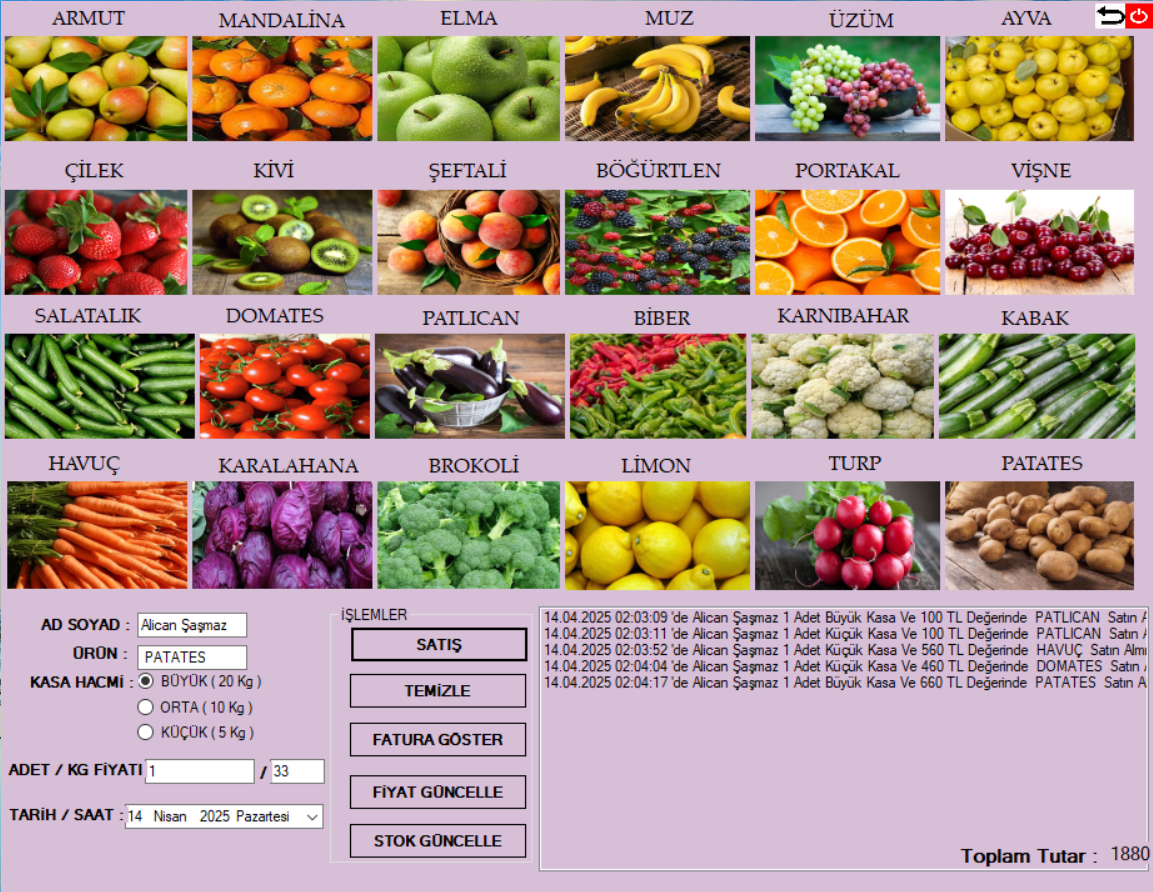 ARMUT
MANDALİNA
ELMA
MUZ
ÜZÜM
AYVA
ÇİLEK
KİVİ
ŞEFTALİ
BÖĞÜRTLEN
PORTAKAL
VİŞNE
SALATALIK
DOMATES
PATLICAN
BİBER
KARNIBAHAR
KABAK
HAVUÇ
KARALAHANA
BROKOLİ
LİMON
TURP
PATATES
AD SOYAD : Alican Şaşmaz
ÜRÜN : PATATES
KASA HACMİ : BÜYÜK ( 20 Kg )
ORTA ( 10 Kg )
KÜÇÜK ( 5 Kg )
ADET / KG FİYATI 1 / 33
TARİH / SAAT : 14 Nisan 2025 Pazartesi
İŞLEMLER
SATIŞ
TEMİZLE
FATURA GÖSTER
FİYAT GÜNCELLE
STOK GÜNCELLE
14.04.2025 02:03:09 'de Alican Şaşmaz 1 Adet Büyük Kasa Ve 100 TL Değerinde PATLICAN Satın
14.04.2025 02:03:11 'de Alican Şaşmaz 1 Adet Küçük Kasa Ve 100 TL Değerinde PATLICAN Satın
14.04.2025 02:03:52 'de Alican Şaşmaz 1 Adet Küçük Kasa Ve 560 TL Değerinde HAVUÇ Satın Alm
14.04.2025 02:04:04 'de Alican Şaşmaz 1 Adet Küçük Kasa Ve 460 TL Değerinde DOMATES Satın
14.04.2025 02:04:17 'de Alican Şaşmaz 1 Adet Büyük Kasa Ve 660 TL Değerinde PATATES Satın A
Toplam Tutar : 1880